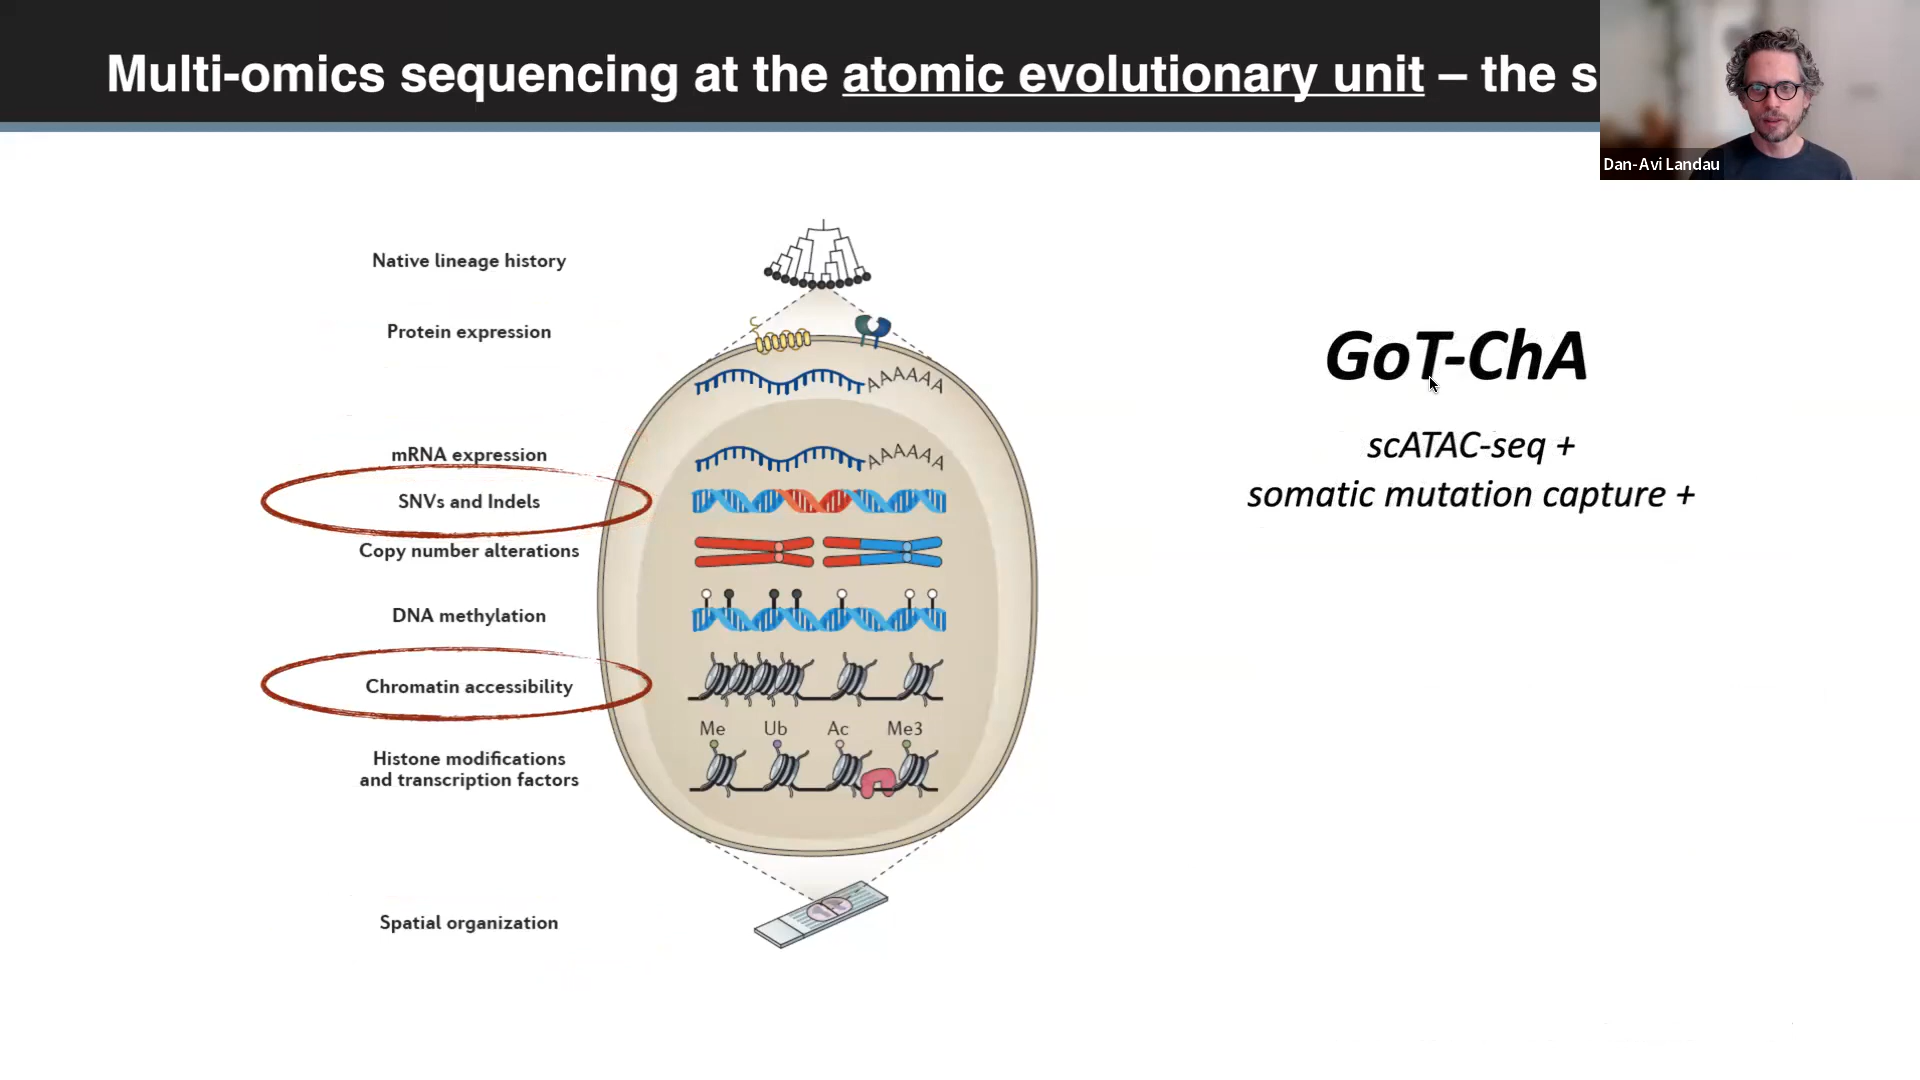 Multi-omics sequencing at the atomic evolutionary unit – the s
Dan-Avi Landau
Native lineage history
Protein expression
AAAAAA
mRNA expression
AAAAAA
SNVs and Indels
Copy number alterations
DNA methylation
Chromatin accessibility
Me Ub Ac Me3
Histone modifications
and transcription factors
Spatial organization
GoT-ChA
scATAC-seq +
somatic mutation capture +